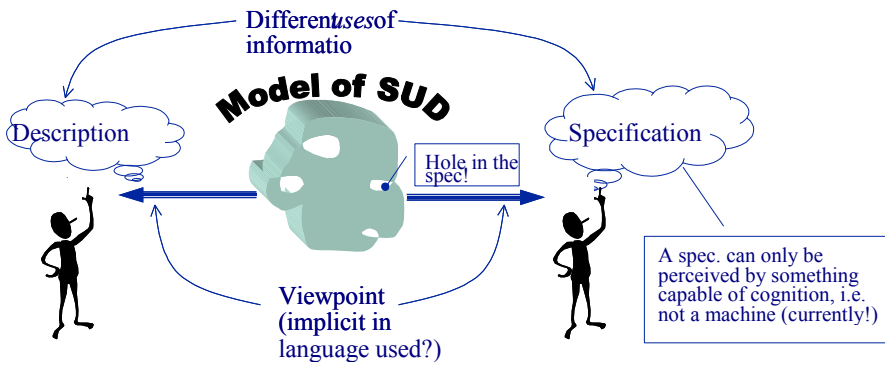 Differentusesof
informatio
Model of SUD
Description
Specification
Hole in the
spec!
A spec. can only be
perceived by something
capable of cognition, i.e.
not a machine (currently!)
Viewpoint
(implicit in
language used?)